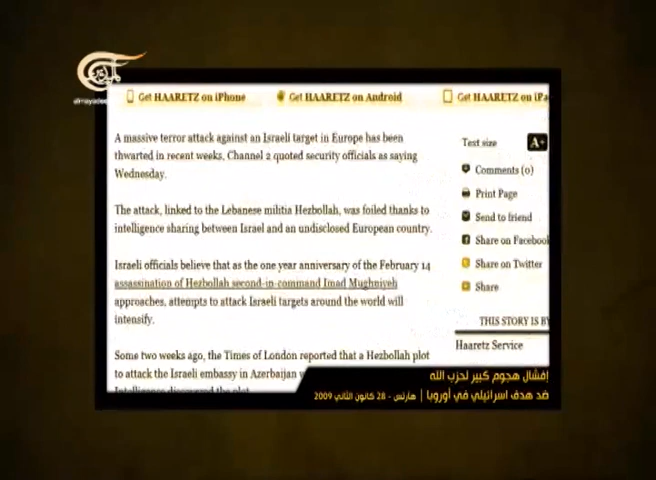 الميادين
almayadee
Get HAARETZ on iPhone
Get HAARETZ on Android
Get HAARETZ on iPa
A massive terror attack against an Israeli target in Europe has been
thwarted in recent weeks, Channel 2 quoted security officials as saying
Wednesday.
The attack, linked to the Lebanese militia Hezbollah, was foiled thanks to
intelligence sharing between Israel and an undisclosed European country.
Israeli officials believe that as the one year anniversary of the February 14
assassination of Hezbollah second-in-command Imad Mughniyeh
approaches, attempts to attack Israeli targets around the world will
intensify.
Some two weeks ago, the Times of London reported that a Hezbollah plot
to attack the Israeli embassy in Azerbaijan
Intelligence discovered the plot
Text size A+
Comments (0)
Print Page
Send to friend
Share on Facebook
Share on Twitter
Share
THIS STORY IS BY
Haaretz Service
إفشال هجوم كبير لحزب الله
ضد هدف اسرائيلي في أوروبا | هآرتس - 28 كانون الثاني 2009